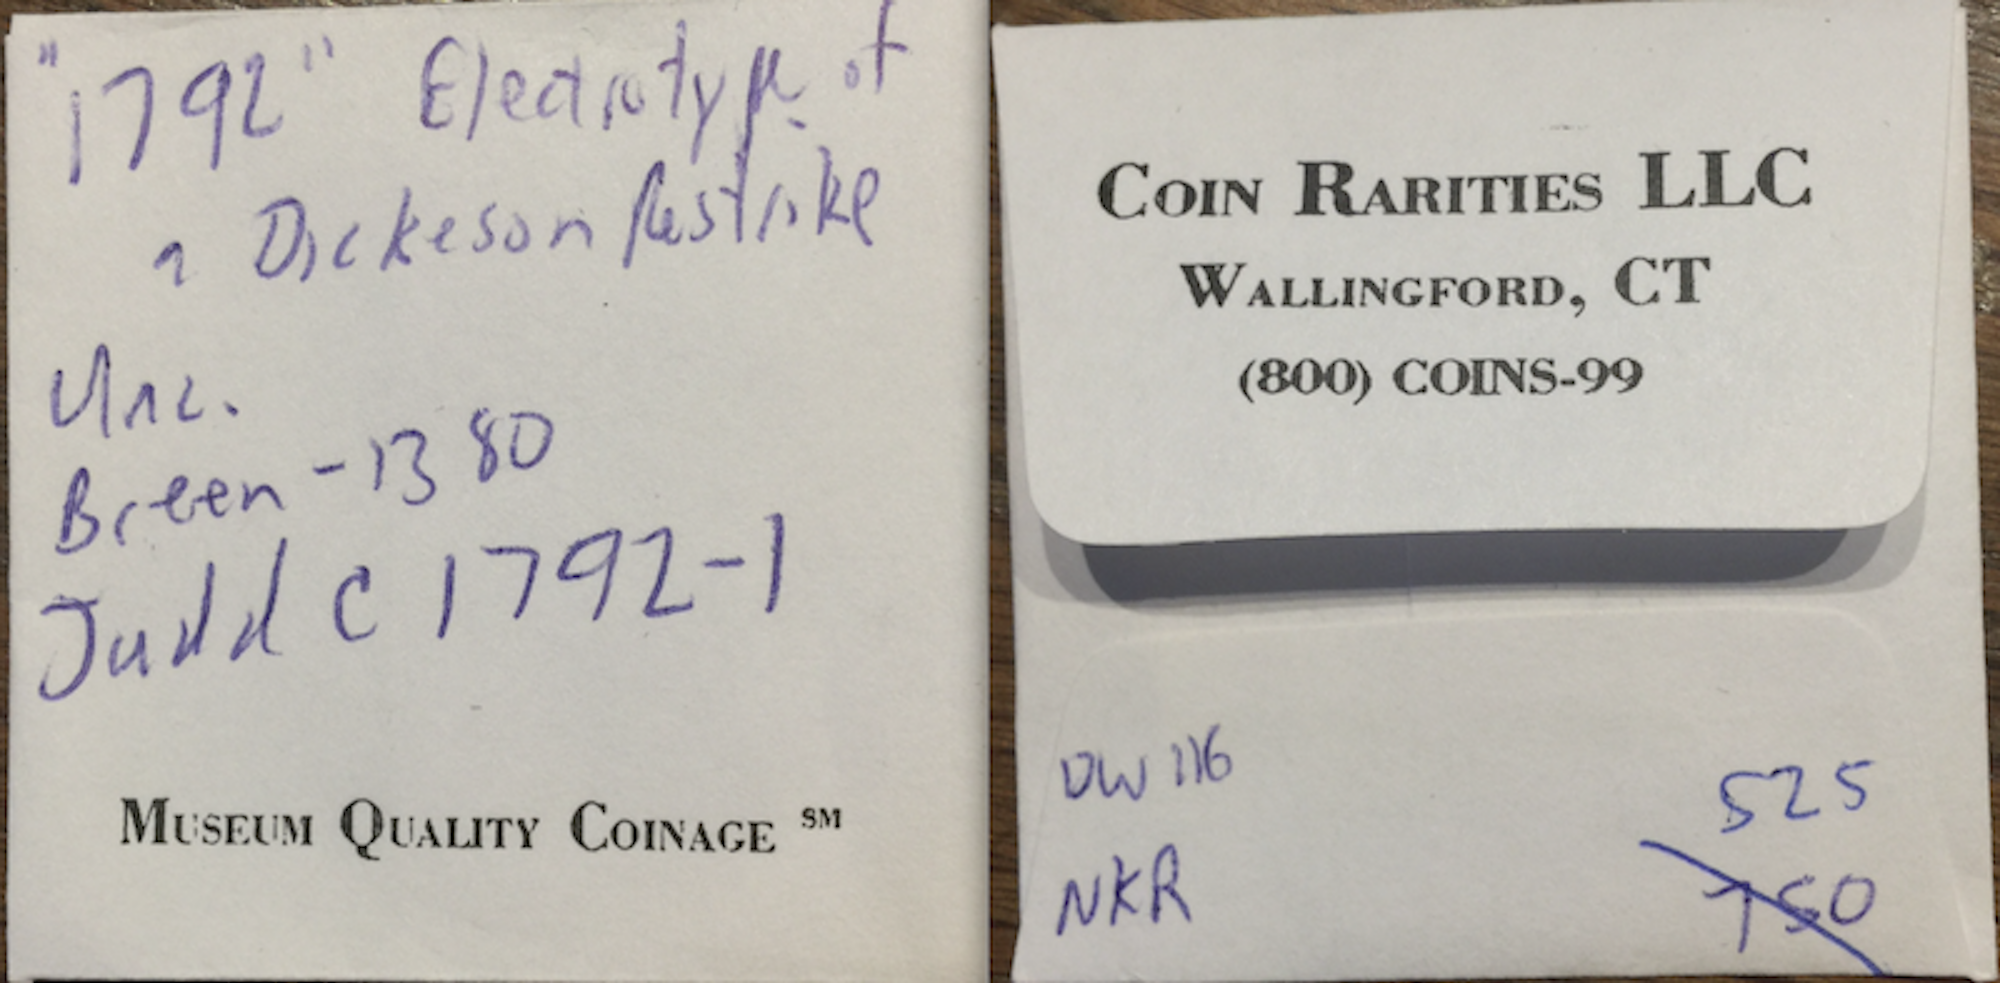 "1792" Electrotype of
a Dickeson Restrike
Unc.
Breen-1380
Judd C 1792-1
MUSEUM QUALITY COINAGE SM
COIN RARITIES LLC
WALLINGFORD, CT
(800) COINS-99
DW 116
525
NKR
750